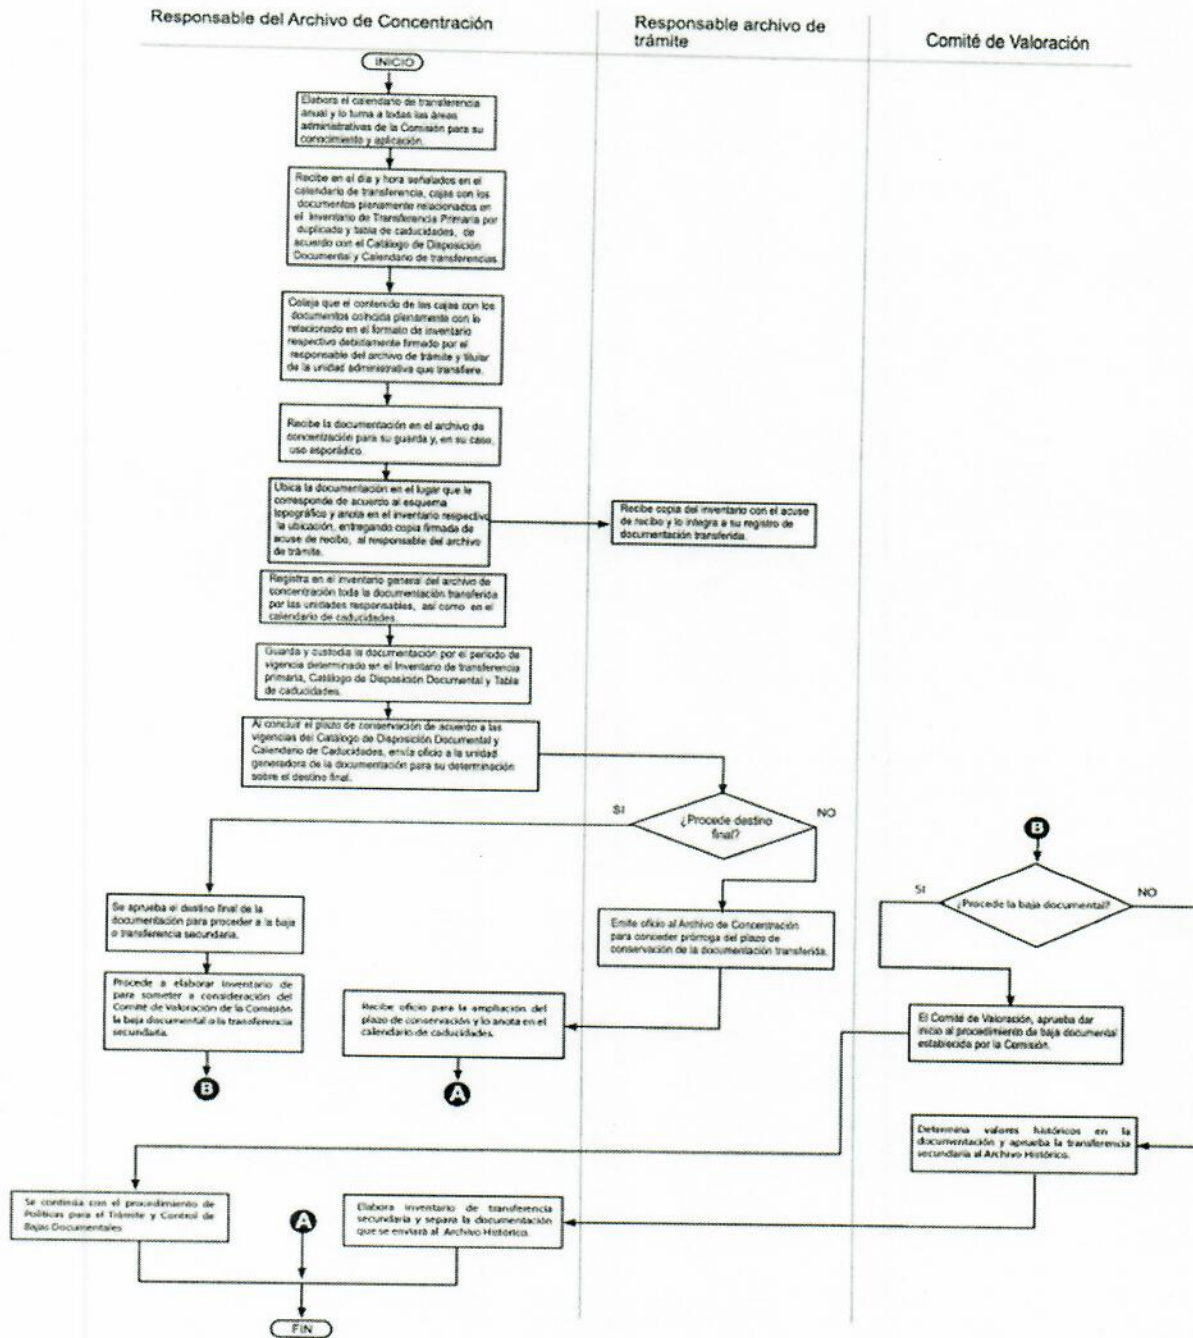 Responsable del Archivo de Concentración
Responsable archivo de
trámite
Comité de Valoración
INICIO
Elabora el calendario de transferencia
anual y lo turna a todas las áreas
administrativas de la Comisión para su
conocimiento y aplicación.
Recibe en el día y hora señalados en el
calendario de transferencia, cajas con los
documentos plenamente relacionados en
el Inventario de Transferencia Primaria por
duplicado y tabla de caducidades, de
acuerdo con el Catálogo de Disposición
Documental y Calendario de transferencias.
Coteja que el contenido de las cajas con los
documentos coincida plenamente con lo
relacionado en el formato de inventario
respectivo debidamente firmado por el
responsable del archivo de trámite y titular
de la unidad administrativa que transfiere.
Recibe la documentación en el archivo de
concentización para su guarda y, en su caso,
uso esporádico.
Ubica la documentación en el lugar que le
corresponde de acuerdo al esquema
topográfico y anota en el inventario respectivo
la ubicación, entregando copia firmada de
acuse de recibo, al responsable del archivo
de trámite.
Recibe copia del inventario con el acuse
de recibo y lo integra a su registro de
documentación transferida.
Registra en el inventario general del archivo de
concentración toda la documentación transferida
por las unidades responsables, así como en el
calendario de caducidades.
Guarda y custodia la documentación por el periodo de
vigencia determinado en el Inventario de transferencia
primaria, Catálogo de Disposición Documental y Tabla
de caducidades.
Al concluir el plazo de conservación de acuerdo a las
vigencias del Catálogo de Disposición Documental y
Calendario de Caducidades, envía oficio a la unidad
generadora de la documentación para su determinación
sobre el destino final.
SI
¿Procede destino
final?
NO
B
SI
¿Procede la baja documental?
NO
Se aprueba el destino final de la
documentación para proceder a la baja
o transferencia secundaria.
Emite oficio al Archivo de Concentración
para conceder prórroga del plazo de
conservación de la documentación transferida.
Procede a elaborar inventario de
para someter a consideración del
Comité de Valoración de la Comisión
la baja documental o la transferencia
secundaria.
Recibe oficio para la ampliación del
plazo de conservación y lo anota en el
calendario de caducidades.
El Comité de Valoración, aprueba dar
inicio al procedimiento de baja documental
establecida por la Comisión.
B
A
Determina valores históricos en la
documentación y aprueba la transferencia
secundaria al Archivo Histórico.
Se continúa con el procedimiento de
Políticas para el Trámite y Control de
Bajas Documentales
A
Elabora inventario de transferencia
secundaria y separa la documentación
que se enviará al Archivo Histórico.
FIN